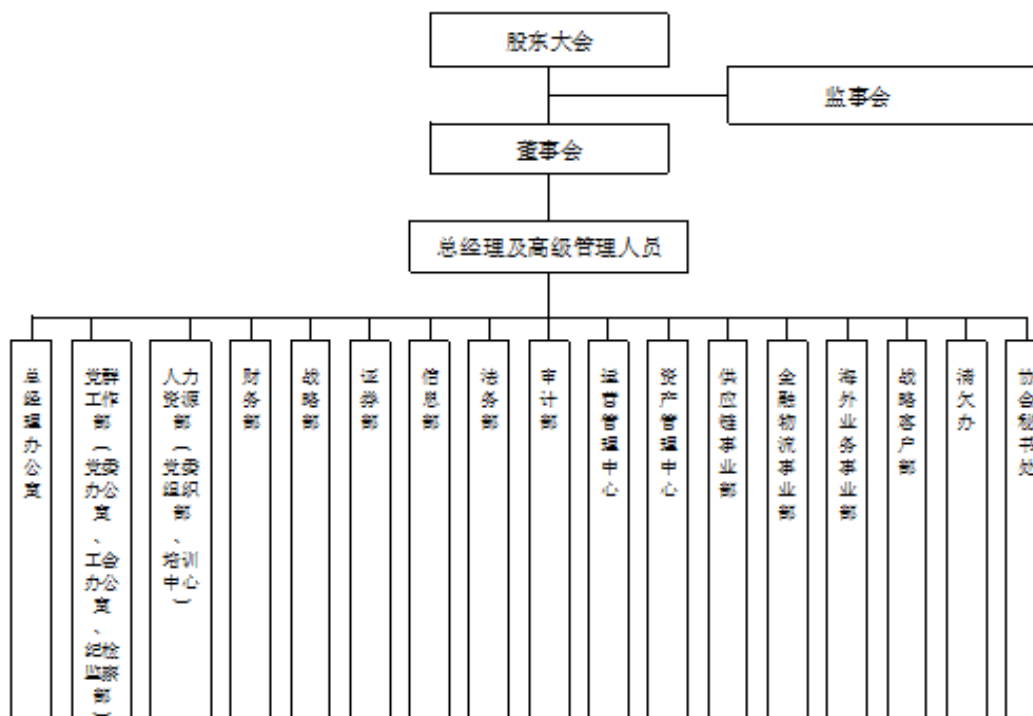 股东大会
监事会
董事会
总经理及高级管理人员
总经理办公室
党群工作部（党委办公室、工会办公室、纪检监察部）
人力资源部（党委组织部、培训中心）
财务部
战略部
证券部
信息部
法务部
审计部
运营管理中心
资产管理中心
供应链事业部
金融物流事业部
海外业务事业部
战略客户部
清欠办
协会秘书处